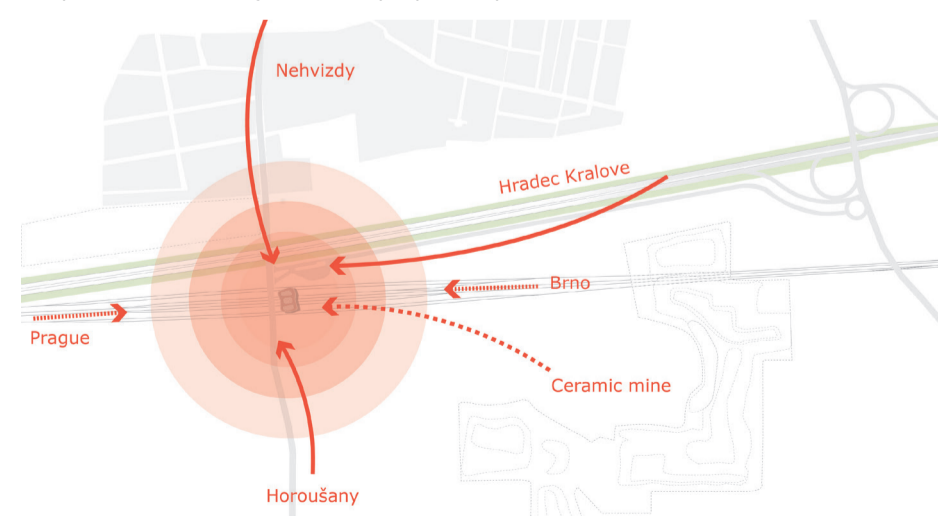 Nehvizdy
Hradec Kralove
Brno
Prague
Ceramic mine
Horoušany